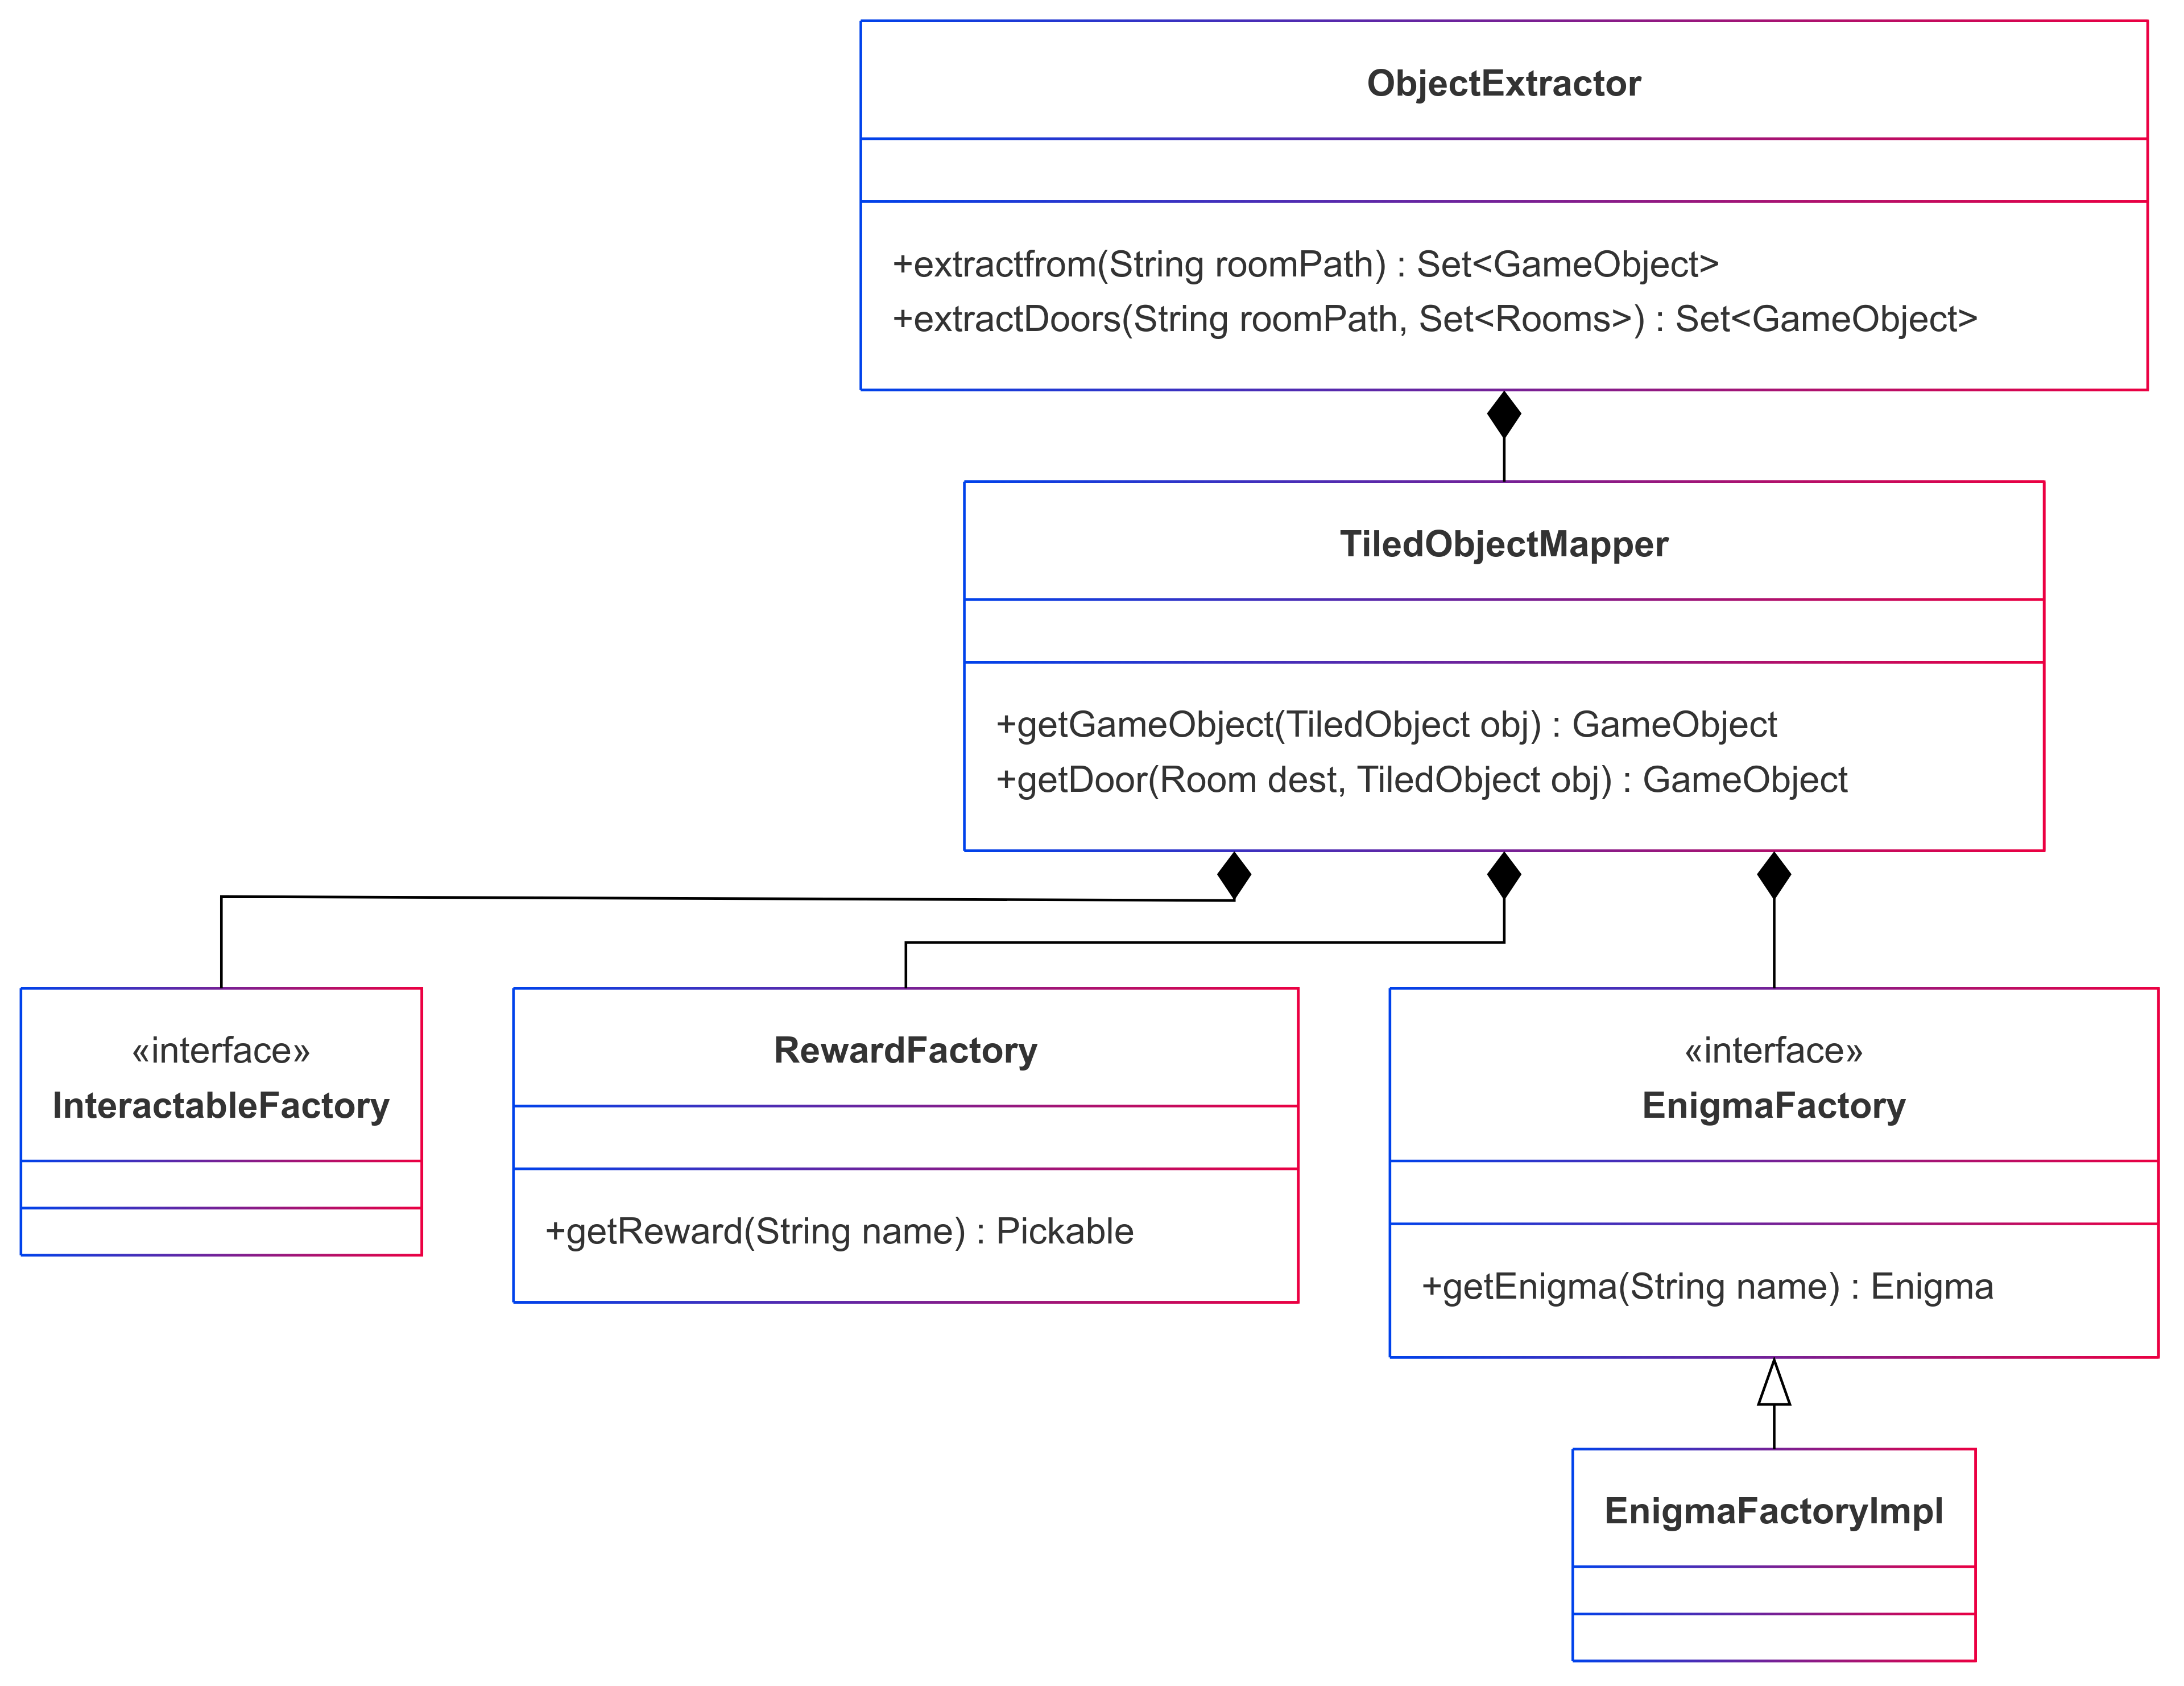 ObjectExtractor
+extractfrom(String roomPath) : Set<GameObject>
+extractDoors(String roomPath, Set<Rooms>) : Set<GameObject>
TiledObjectMapper
+getGameObject(TiledObject obj) : GameObject
+getDoor(Room dest, TiledObject obj) : GameObject
«interface»
InteractableFactory
RewardFactory
+getReward(String name) : Pickable
«interface»
EnigmaFactory
+getEnigma(String name) : Enigma
EnigmaFactoryImpl